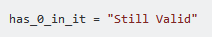 has_0_in_it = "Still Valid"